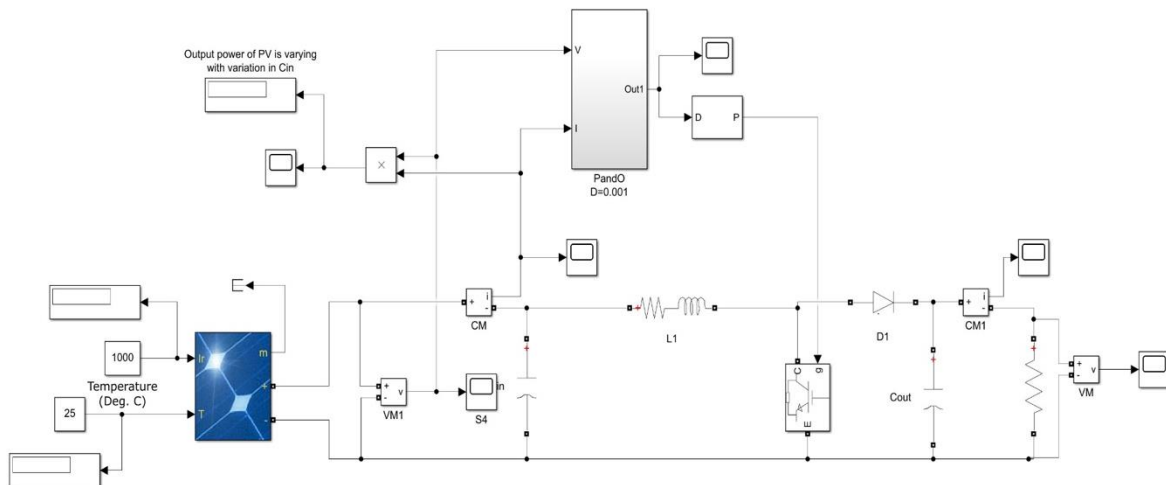 Output power of PV is varying
with variation in Cin
V
I
Out1
PandO
D=0.001
D
P
×
i
+
-
CM
1000
Temperature
(Deg. C)
25
Ir
T
m
+
-
+
-
v
VM1
S4
in
L1
C
g
E
D1
Cout
i
+
-
CM1
+
-
v
VM